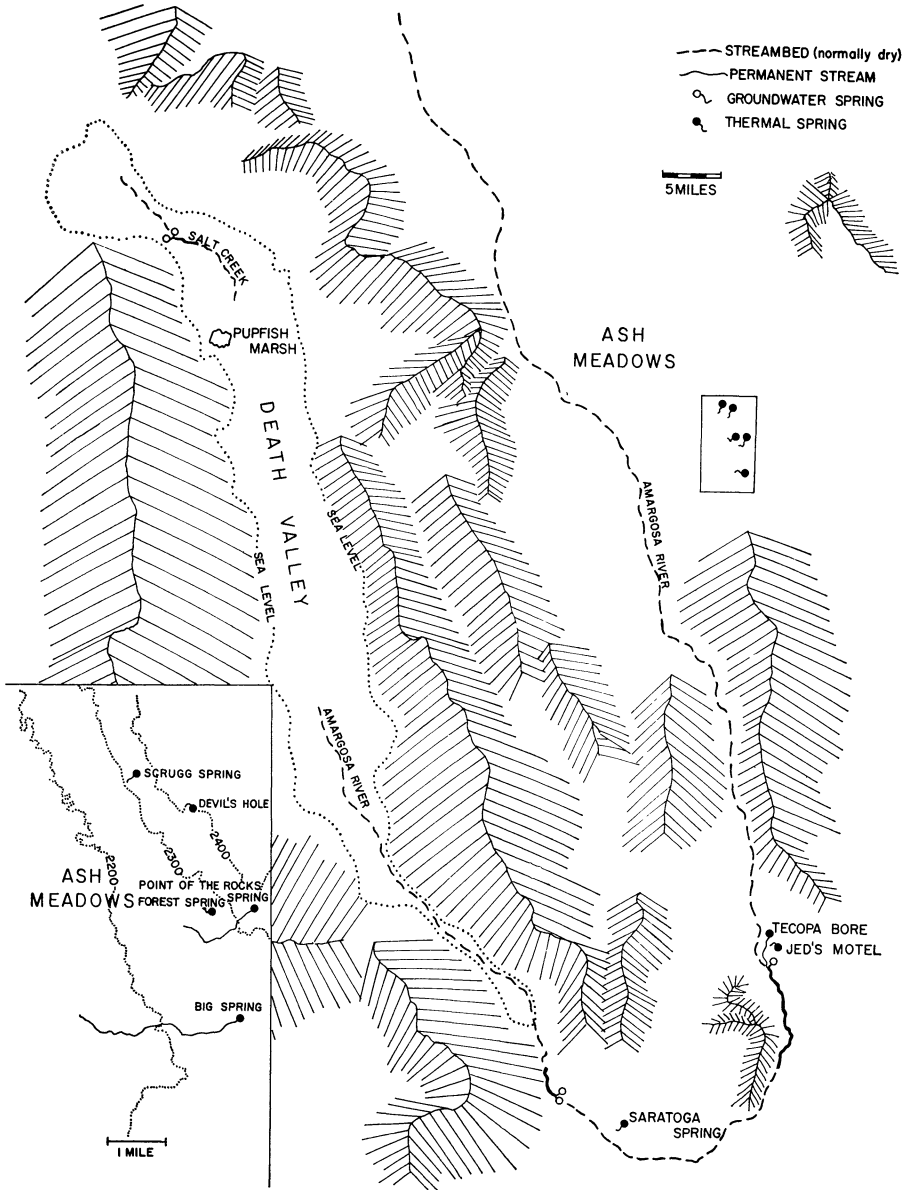 STREAMBED (normally dry)
PERMANENT STREAM
GROUNDWATER SPRING
THERMAL SPRING
5 MILES
SALT CREEK
PUPFISH
MARSH
ASH
MEADOWS
DEATH VALLEY
SEA LEVEL
SEA LEVEL
AMARGOSA RIVER
AMARGOSA RIVER
TECOPA BORE
JED'S MOTEL
SARATOGA
SPRING
SCRUGG SPRING
DEVIL'S HOLE
2200
2300
2400
ASH
MEADOWS
POINT OF THE ROCKS
SPRING
FOREST SPRING
BIG SPRING
1 MILE